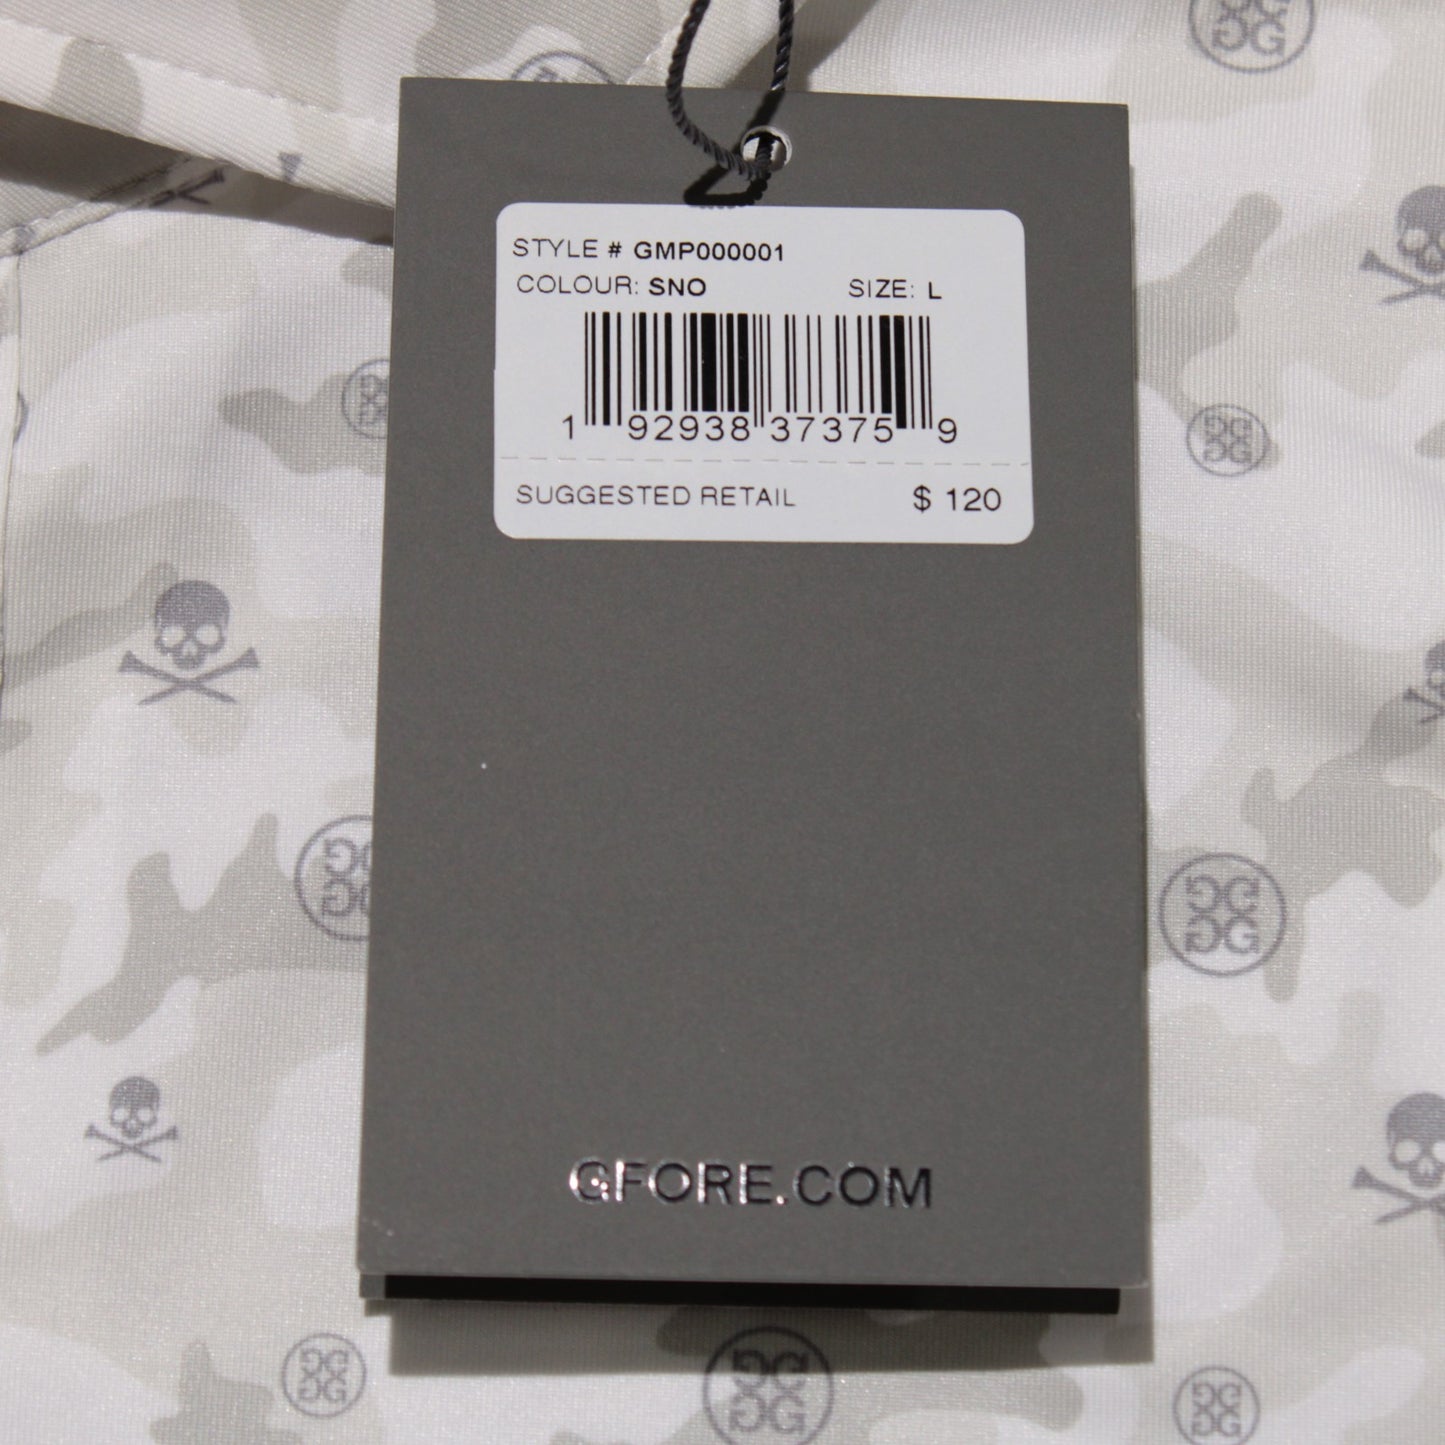 STYLE # GMP000001
COLOUR: SNO SIZE: L
1 92938 37375 9
SUGGESTED RETAIL $ 120
GFORE.COM